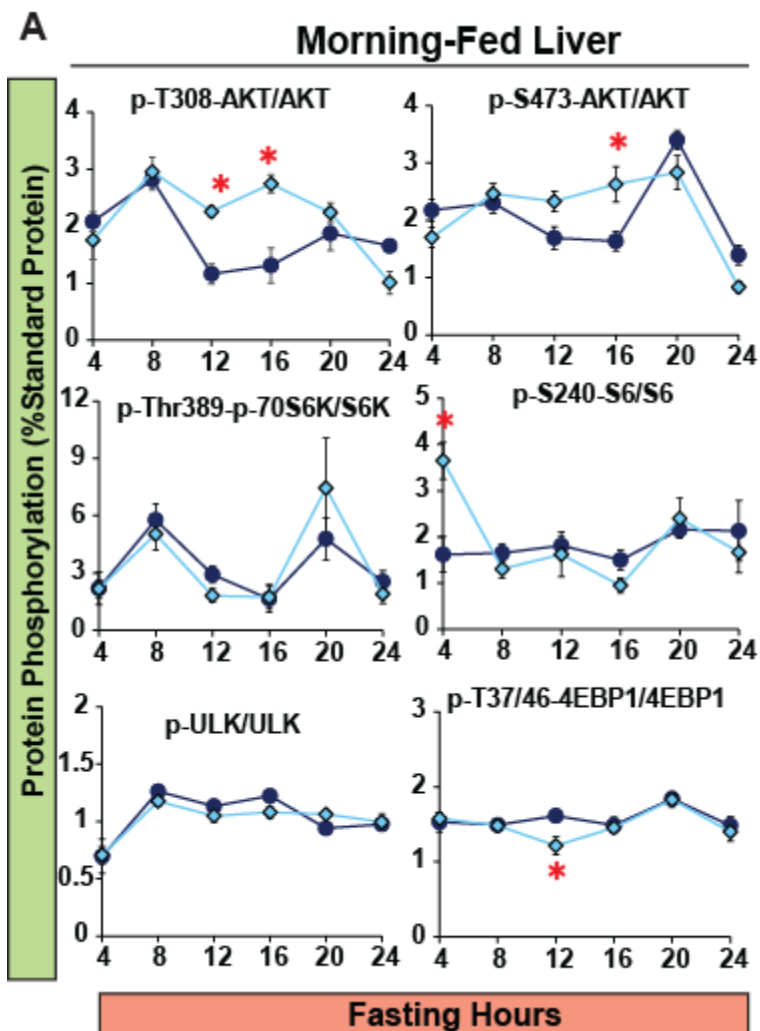 A
Morning-Fed Liver
Protein Phosphorylation (%Standard Protein)
p-T308-AKT/AKT
4
3
2
1
0
4 8 12 16 20 24
*
*
p-S473-AKT/AKT
4
3
2
1
0
4 8 12 16 20 24
*
p-Thr389-p-70S6K/S6K
12
9
6
3
0
4 8 12 16 20 24
p-S240-S6/S6
5
4
3
2
1
0
4 8 12 16 20 24
*
p-ULK/ULK
2
1.5
1
0.5
0
4 8 12 16 20 24
p-T37/46-4EBP1/4EBP1
3
2
1
0
4 8 12 16 20 24
*
Fasting Hours